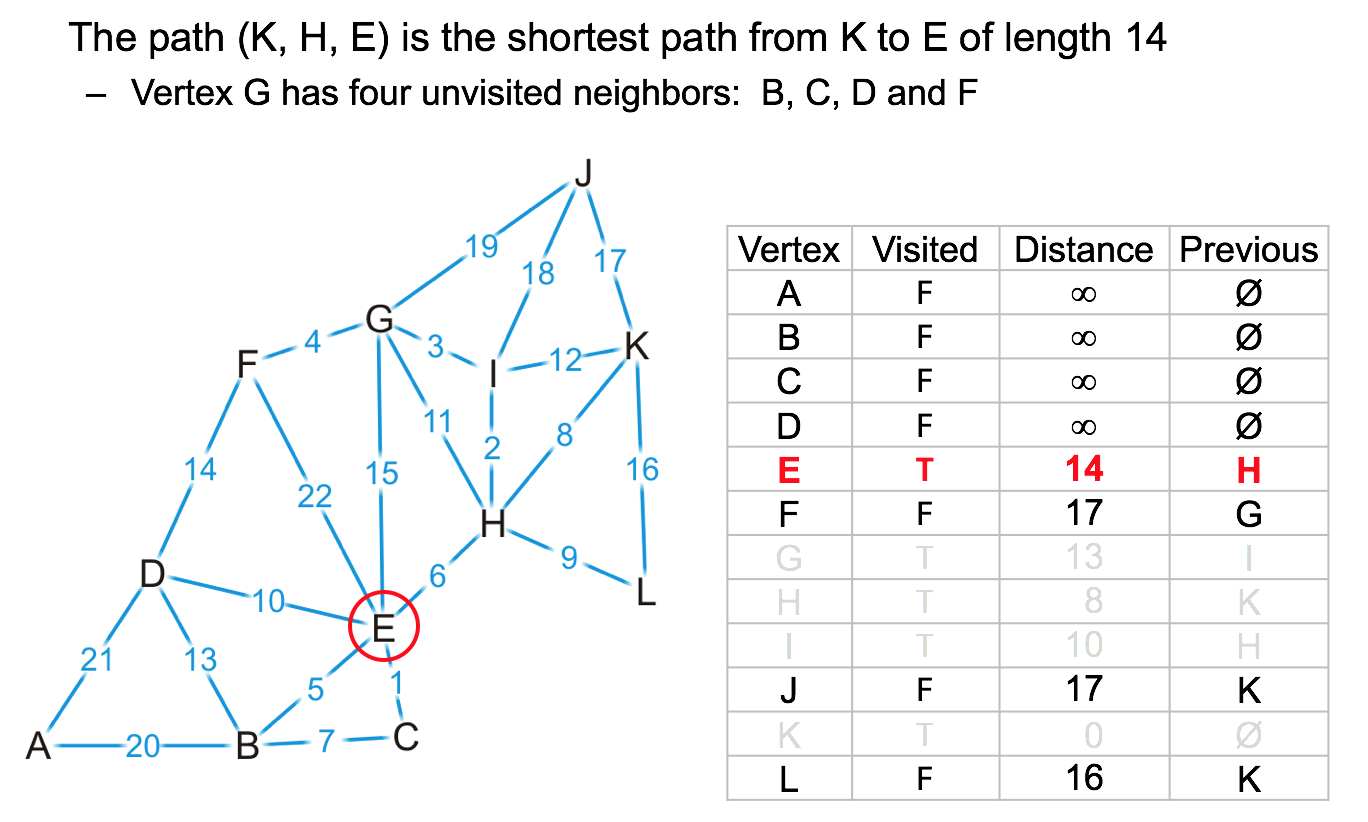 The path (K, H, E) is the shortest path from K to E of length 14
– Vertex G has four unvisited neighbors: B, C, D and F
J
19
18
17
G
4
3
K
F
I
12
11
2
8
14
22
15
16
H
9
D
6
L
10
E
21
13
5
1
A
20
B
7
C
Vertex Visited Distance Previous
A F ∞ Ø
B F ∞ Ø
C F ∞ Ø
D F ∞ Ø
E T 14 H
F F 17 G
G T 13 I
H T 8 K
I T 10 H
J F 17 K
K T 0 Ø
L F 16 K